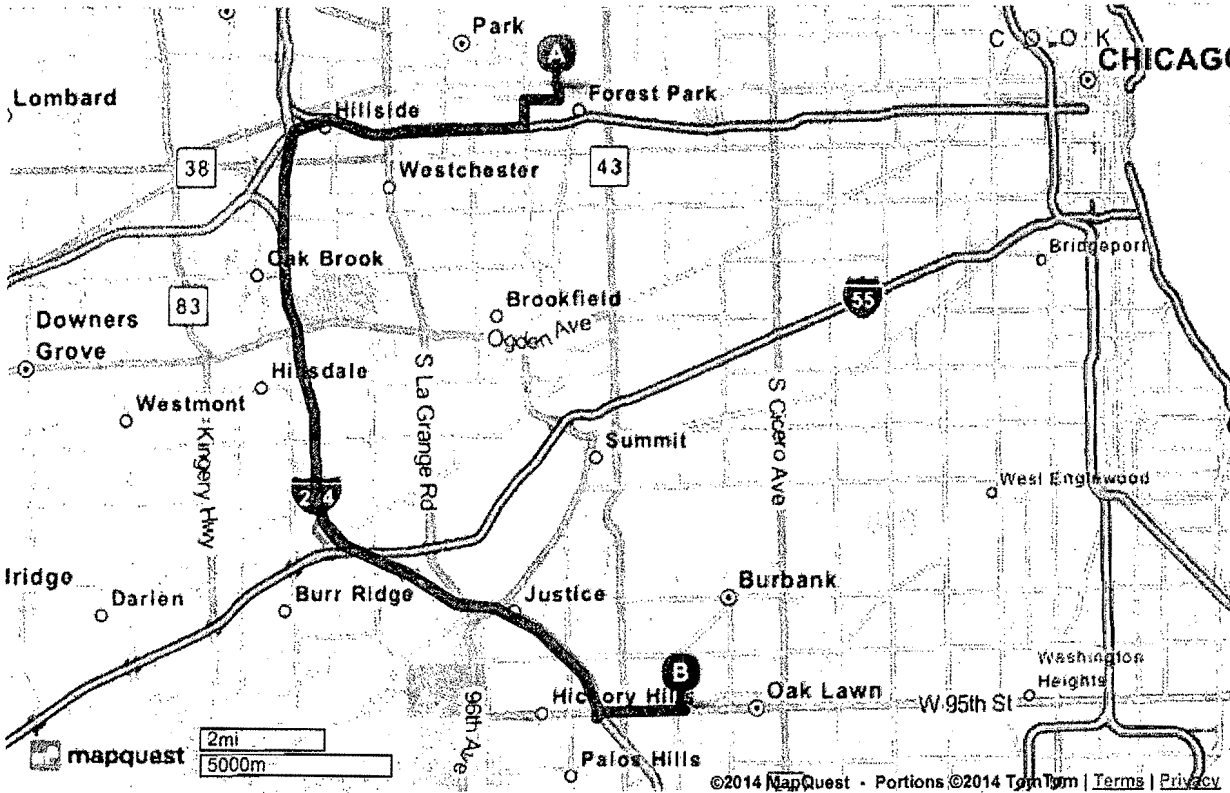 Park
A
C O O K
CHICAGO
Lombard
Hillside
Forest Park
38
Westchester
43
Oak Brook
Bridgeport
83
Brookfield
55
Downers
Grove
Ogden Ave
Hinsdale
S La Grange Rd
Westmont
S Cicero Ave
Kingery Hwy
Summit
West Englewood
294
Iridge
Darien
Burr Ridge
Justice
Burbank
Washington
Heights
B
Hickory Hills
Oak Lawn
W 95th St
96th Ave
mapquest
2mi
5000m
Palos Hills
©2014 MapQuest - Portions ©2014 TomTom | Terms | Privacy